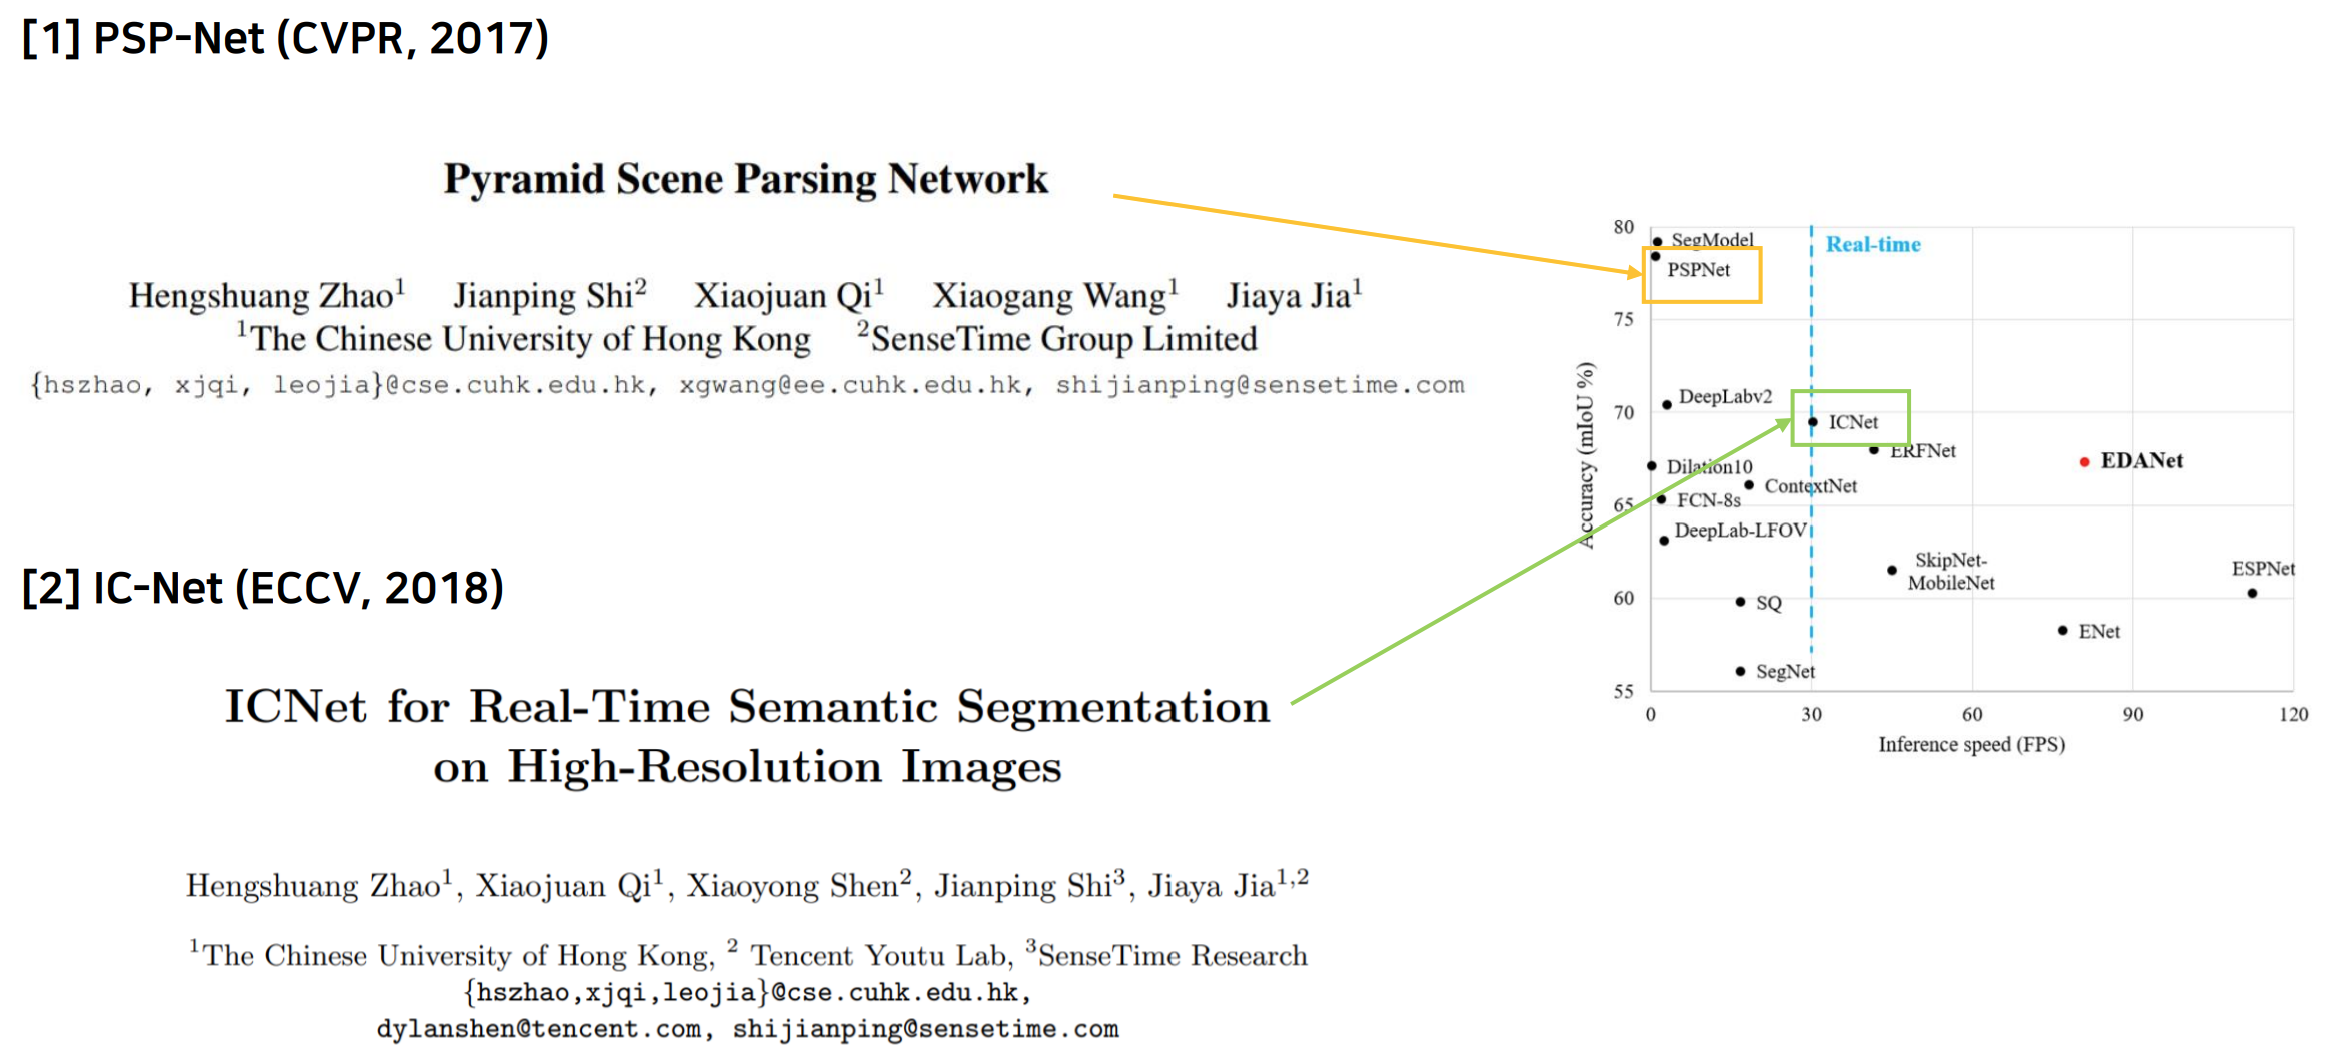 [1] PSP-Net (CVPR, 2017)
Pyramid Scene Parsing Network
Hengshuang Zhao¹ Jianping Shi² Xiaojuan Qi¹ Xiaogang Wang¹ Jiaya Jia¹
¹The Chinese University of Hong Kong ²SenseTime Group Limited
{hszhao, xjqi, leojia}@cse.cuhk.edu.hk, xgwang@ee.cuhk.edu.hk, shijianping@sensetime.com
[2] IC-Net (ECCV, 2018)
ICNet for Real-Time Semantic Segmentation
on High-Resolution Images
Hengshuang Zhao¹, Xiaojuan Qi¹, Xiaoyong Shen², Jianping Shi³, Jiaya Jia¹,²
¹The Chinese University of Hong Kong, ² Tencent Youtu Lab, ³SenseTime Research
{hszhao,xjqi,leojia}@cse.cuhk.edu.hk,
dylanshen@tencent.com, shijianping@sensetime.com
Accuracy (mIoU %)
80
75
70
65
60
55
Real-time
SegModel
PSPNet
DeepLabv2
ICNet
ERFNet
EDANet
Dilation10
ContextNet
FCN-8s
DeepLab-LFOV
SkipNet-
MobileNet
ESPNet
SQ
ENet
SegNet
0 30 60 90 120
Inference speed (FPS)